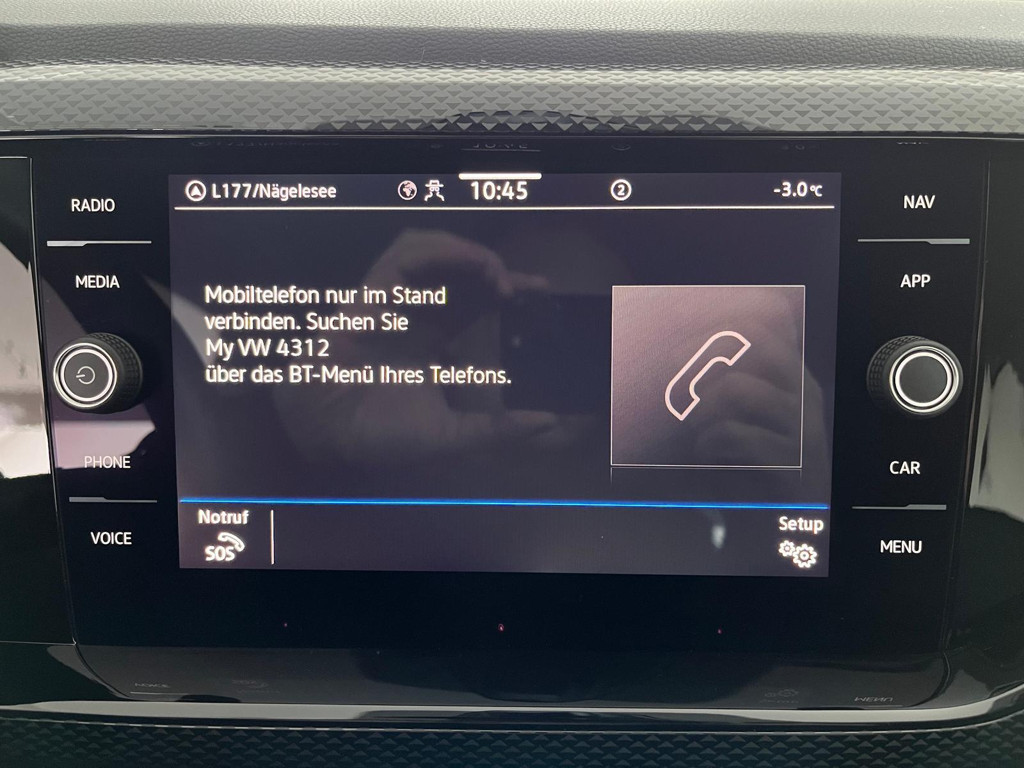 RADIO
MEDIA
PHONE
VOICE
L177/Nägelesee
10:45
2
-3.0°C
Mobiltelefon nur im Stand
verbinden. Suchen Sie
My VW 4312
über das BT-Menü Ihres Telefons.
Notruf
SOS
Setup
NAV
APP
CAR
MENU